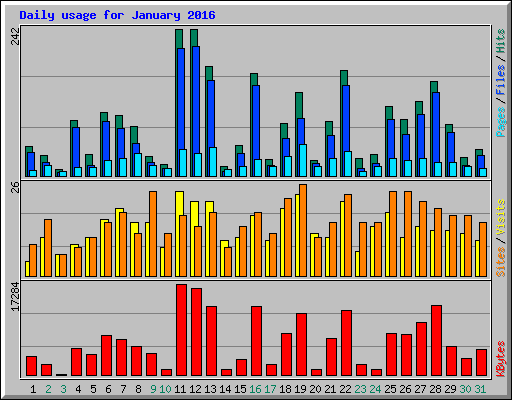 Daily usage for January 2016
242
Pages / Files / Hits
26
Sites / Visits
17284
KBytes
1 2 3 4 5 6 7 8 9 10 11 12 13 14 15 16 17 18 19 20 21 22 23 24 25 26 27 28 29 30 31